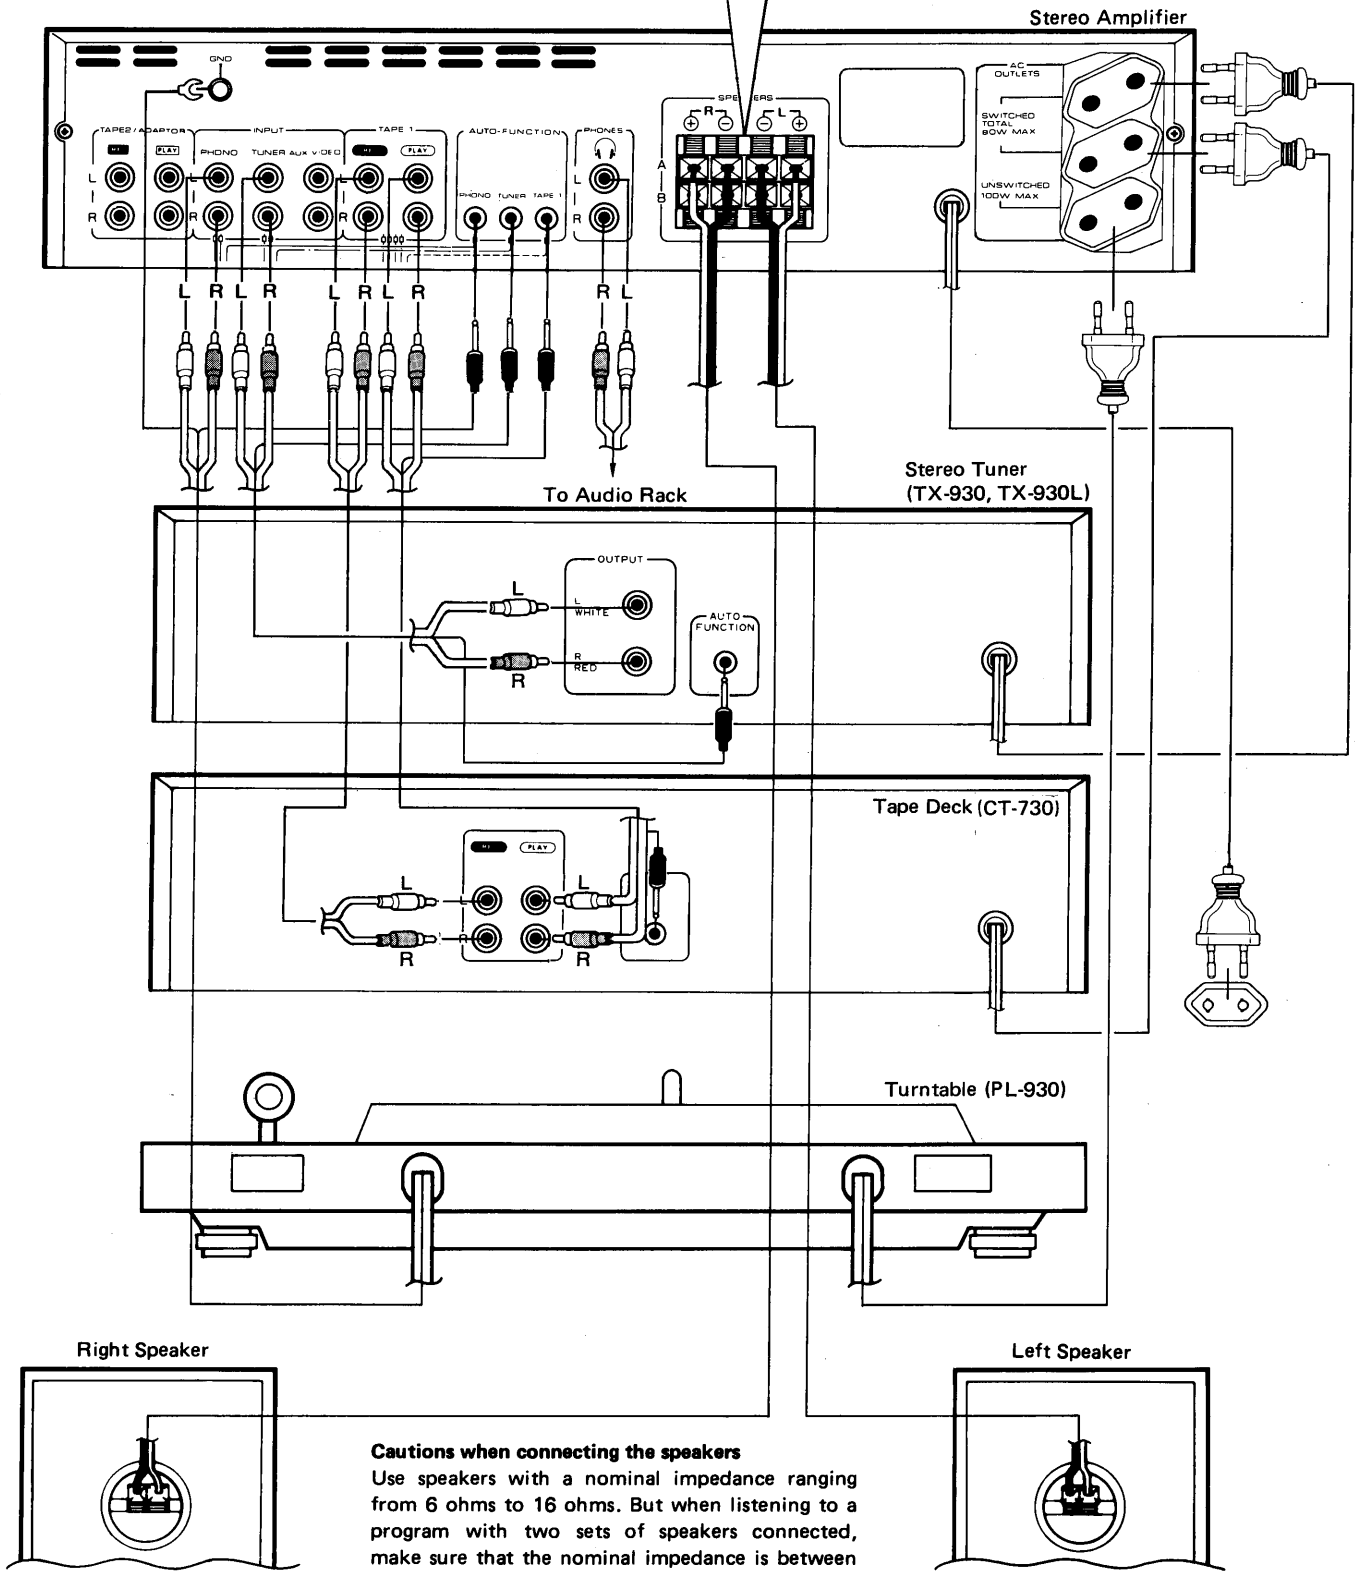 Stereo Amplifier
GND
TAPE2/ADAPTOR
PLAY
L
R
INPUT
PHONO
TUNER
AUX
VIDEO
L
R
TAPE 1
PLAY
L
R
AUTO-FUNCTION
PHONO
TUNER
TAPE 1
PHONES
L
R
SPEAKERS
R
L
⊕ ⊖ ⊖ ⊕
A
B
AC
OUTLETS
SWITCHED
TOTAL
80W MAX
UNSWITCHED
100W MAX
L R L R L R L R R L
To Audio Rack
Stereo Tuner
(TX-930, TX-930L)
OUTPUT
L
WHITE
R
RED
L
R
AUTO
FUNCTION
Tape Deck (CT-730)
PLAY
L
R
L
R
L
R
Turntable (PL-930)
Right Speaker
Left Speaker
Cautions when connecting the speakers
Use speakers with a nominal impedance ranging
from 6 ohms to 16 ohms. But when listening to a
program with two sets of speakers connected,
make sure that the nominal impedance is between